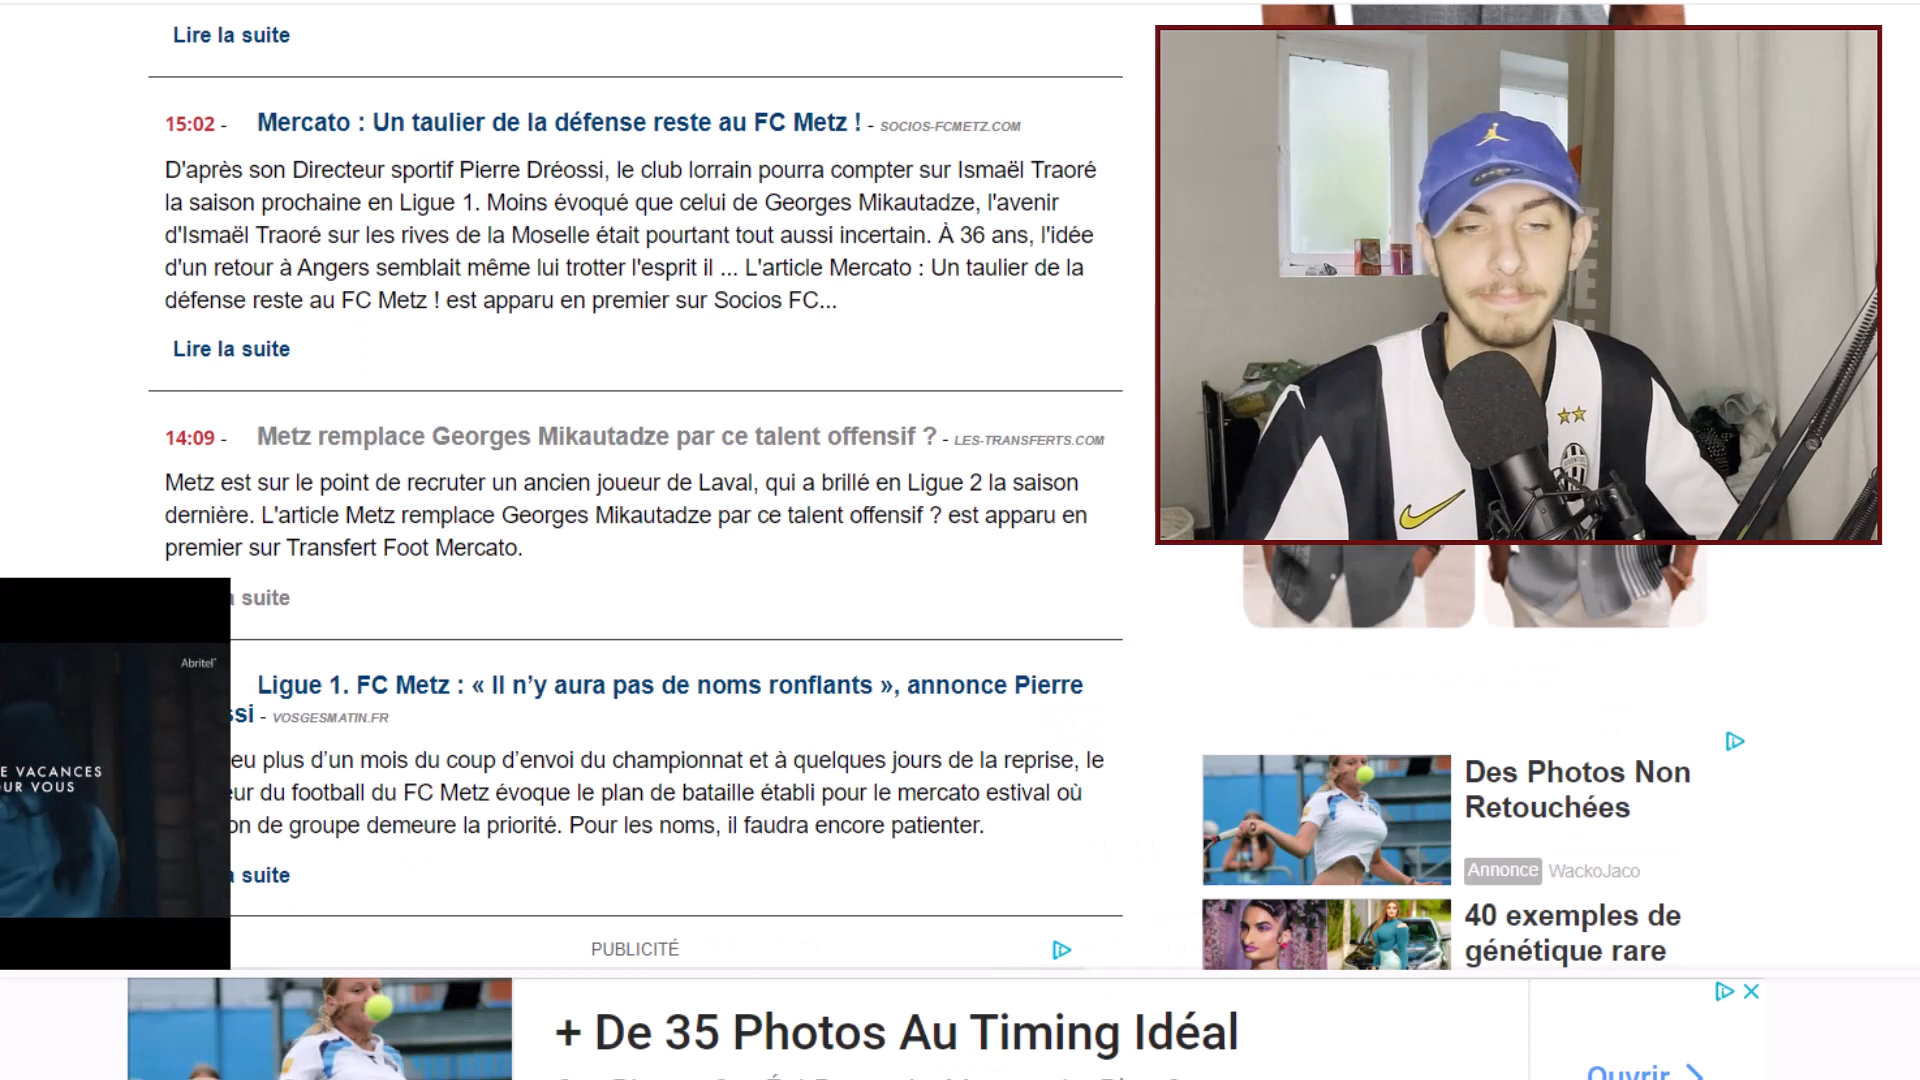 Lire la suite
15:02 - Mercato : Un taulier de la défense reste au FC Metz ! - SOCIOS-FCMETZ.COM
D'après son Directeur sportif Pierre Dréossi, le club lorrain pourra compter sur Ismaël Traoré
la saison prochaine en Ligue 1. Moins évoqué que celui de Georges Mikautadze, l'avenir
d'Ismaël Traoré sur les rives de la Moselle était pourtant tout aussi incertain. À 36 ans, l'idée
d'un retour à Angers semblait même lui trotter l'esprit il ... L'article Mercato : Un taulier de la
défense reste au FC Metz ! est apparu en premier sur Socios FC...
Lire la suite
14:09 - Metz remplace Georges Mikautadze par ce talent offensif ? - LES-TRANSFERTS.COM
Metz est sur le point de recruter un ancien joueur de Laval, qui a brillé en Ligue 2 la saison
dernière. L'article Metz remplace Georges Mikautadze par ce talent offensif ? est apparu en
premier sur Transfert Foot Mercato.
a suite
Ligue 1. FC Metz : « Il n’y aura pas de noms ronflants », annonce Pierre
ssi - VOSGESMATIN.FR
eu plus d’un mois du coup d’envoi du championnat et à quelques jours de la reprise, le
eur du football du FC Metz évoque le plan de bataille établi pour le mercato estival où
on de groupe demeure la priorité. Pour les noms, il faudra encore patienter.
a suite
Abritel
E VACANCES
UR VOUS
PUBLICITÉ
Des Photos Non
Retouchées
Annonce WackoJaco
40 exemples de
génétique rare
+ De 35 Photos Au Timing Idéal
Ouvrir